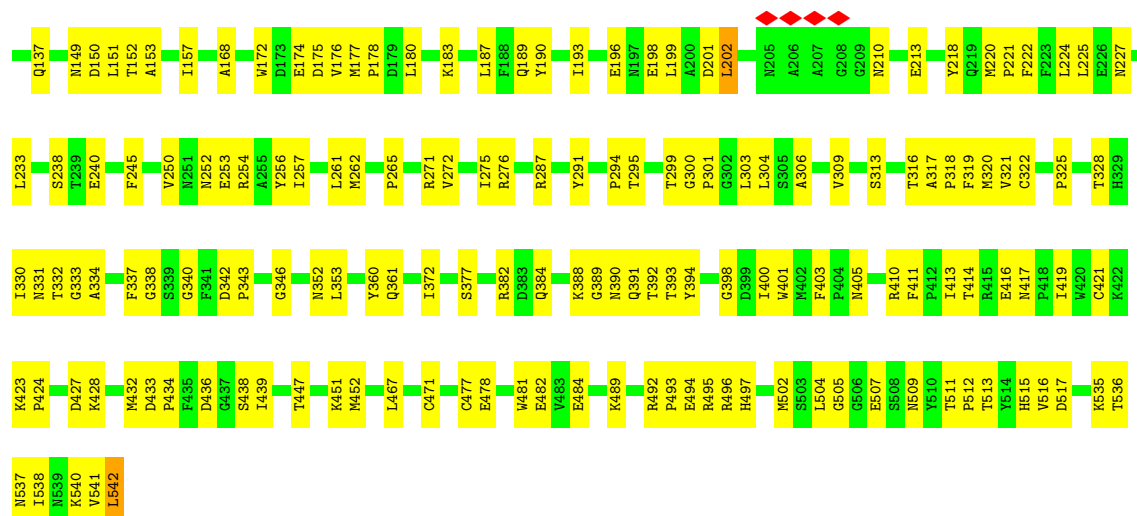 Q137 N149 D150 L151 T152 A153 I157 A168 W172 D173 E174 D175 V176 M177 P178 D179 L180 K183 L187 F188 Q189 Y190 I193 E196 N197 E198 L199 A200 D201 L202 N205 A206 A207 G208 G209 N210 E213 Y218 Q219 M220 P221 F222 F223 L224 L225 E226 N227
L233 S238 T239 E240 F245 V250 N251 N252 E253 R254 A255 Y256 I257 L261 M262 P265 R271 V272 I275 R276 R287 Y291 P294 T295 T299 G300 P301 G302 L303 L304 S305 A306 V309 S313 T316 A317 P318 F319 M320 V321 C322 P325 T328 H329
I330 N331 T332 G333 A334 F337 G338 S339 G340 F341 D342 P343 G346 N352 L353 Y360 Q361 I372 S377 R382 D383 Q384 K388 G389 N390 Q391 T392 T393 Y394 G398 D399 I400 W401 M402 F403 P404 N405 R410 F411 P412 I413 T414 R415 E416 N417 P418 I419 W420 C421 K422
K423 P424 D427 K428 M432 D433 P434 F435 D436 G437 S438 I439 T447 K451 M452 L467 C471 C477 E478 W481 E482 V483 E484 K489 R492 P493 E494 R495 R496 H497 M502 S503 L504 G505 G506 E507 S508 N509 Y510 T511 P512 T513 Y514 H515 V516 D517 K535 T536
N537 I538 N539 K540 V541 L542